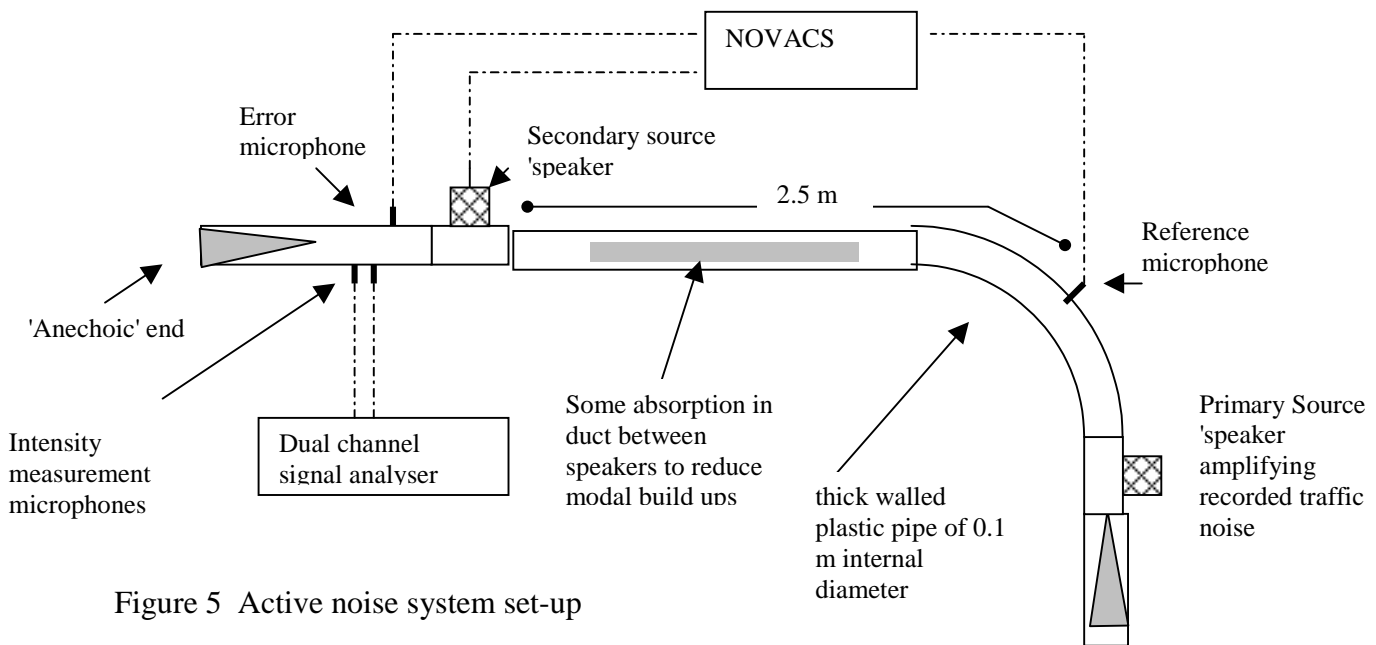 NOVACS
Error
microphone
Secondary source
'speaker
2.5 m
Reference
microphone
'Anechoic' end
Intensity
measurement
microphones
Dual channel
signal analyser
Some absorption in
duct between
speakers to reduce
modal build ups
thick walled
plastic pipe of 0.1
m internal
diameter
Primary Source
'speaker
amplifying
recorded traffic
noise
Figure 5 Active noise system set-up